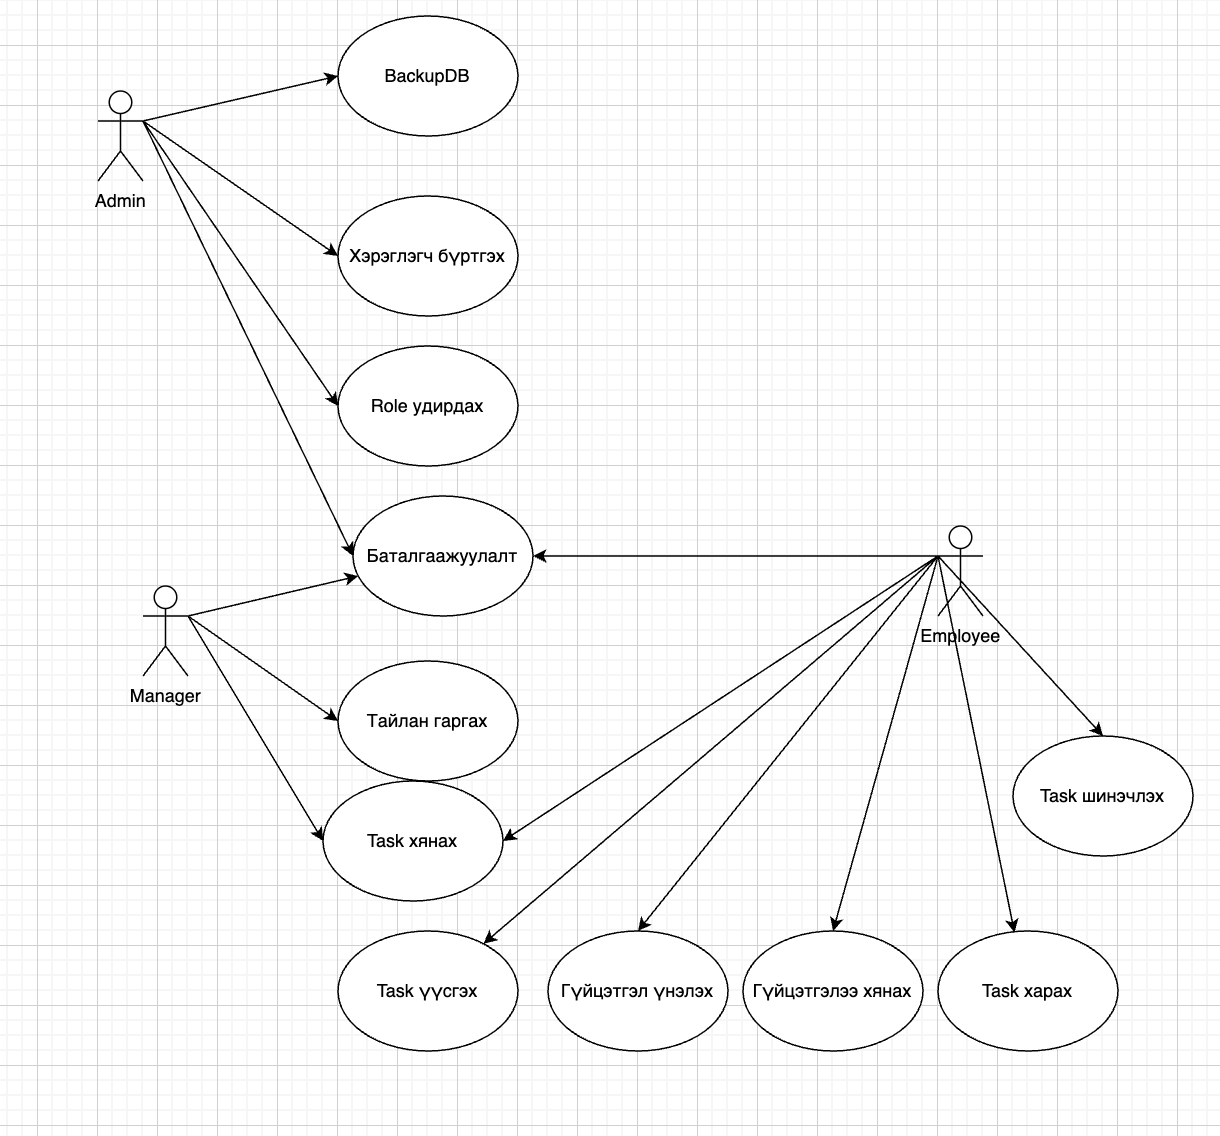 BackupDB
Admin
Хэрэглэгч бүртгэх
Role удирдах
Баталгаажуулалт
Employee
Manager
Тайлан гаргах
Task шинэчлэх
Task хянах
Task үүсгэх
Гүйцэтгэл үнэлэх
Гүйцэтгэлээ хянах
Task харах